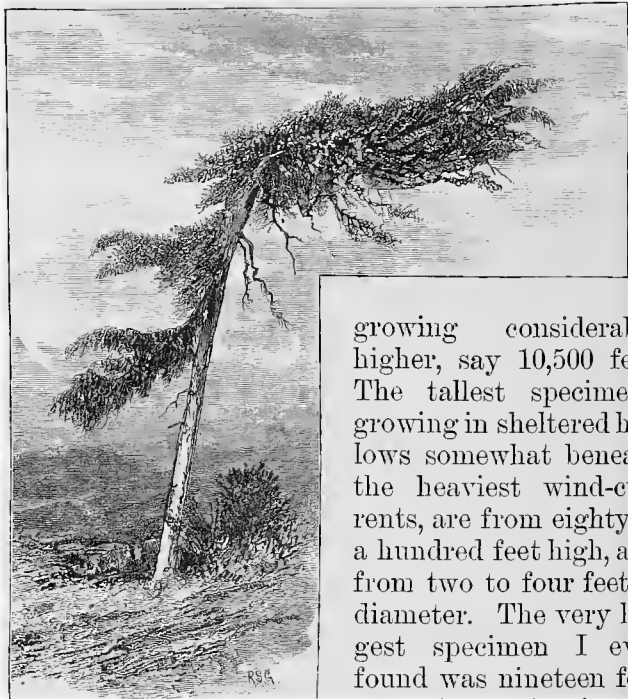 growing consideral
higher, say 10,500 fe
The tallest specime
growing in sheltered h
lows somewhat benea
the heaviest wind-c
rents, are from eighty
a hundred feet high, a
from two to four feet
diameter. The very l
gest specimen I ev
found was nineteen f
RSG.